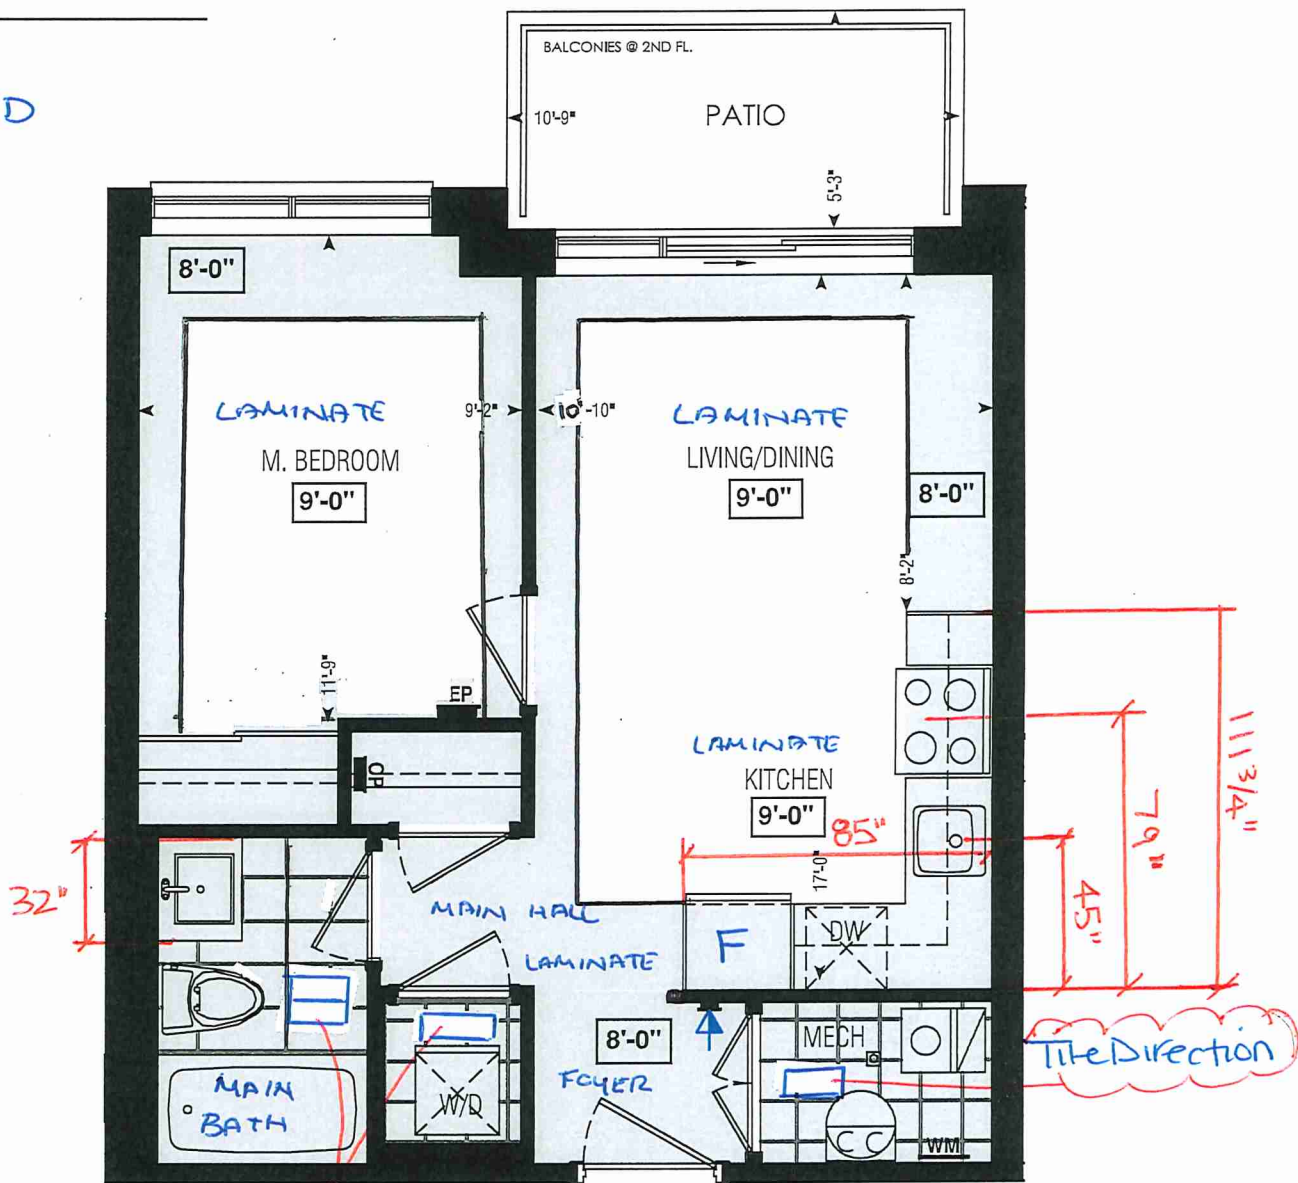 D
BALCONIES @ 2ND FL.
10'-9"
PATIO
5'-3"
8'-0"
LAMINATE
9'-2"
10'-10"
LAMINATE
M. BEDROOM
LIVING/DINING
9'-0"
9'-0"
8'-0"
8'-2"
11'-9"
EP
LAMINATE
KITCHEN
9'-0"
85"
17'-0"
111 3/4"
79"
45"
32"
MAIN HALL
F
DW
LAMINATE
8'-0"
MECH
Tile Direction
FOYER
MAIN
BATH
W/D
CC
WM